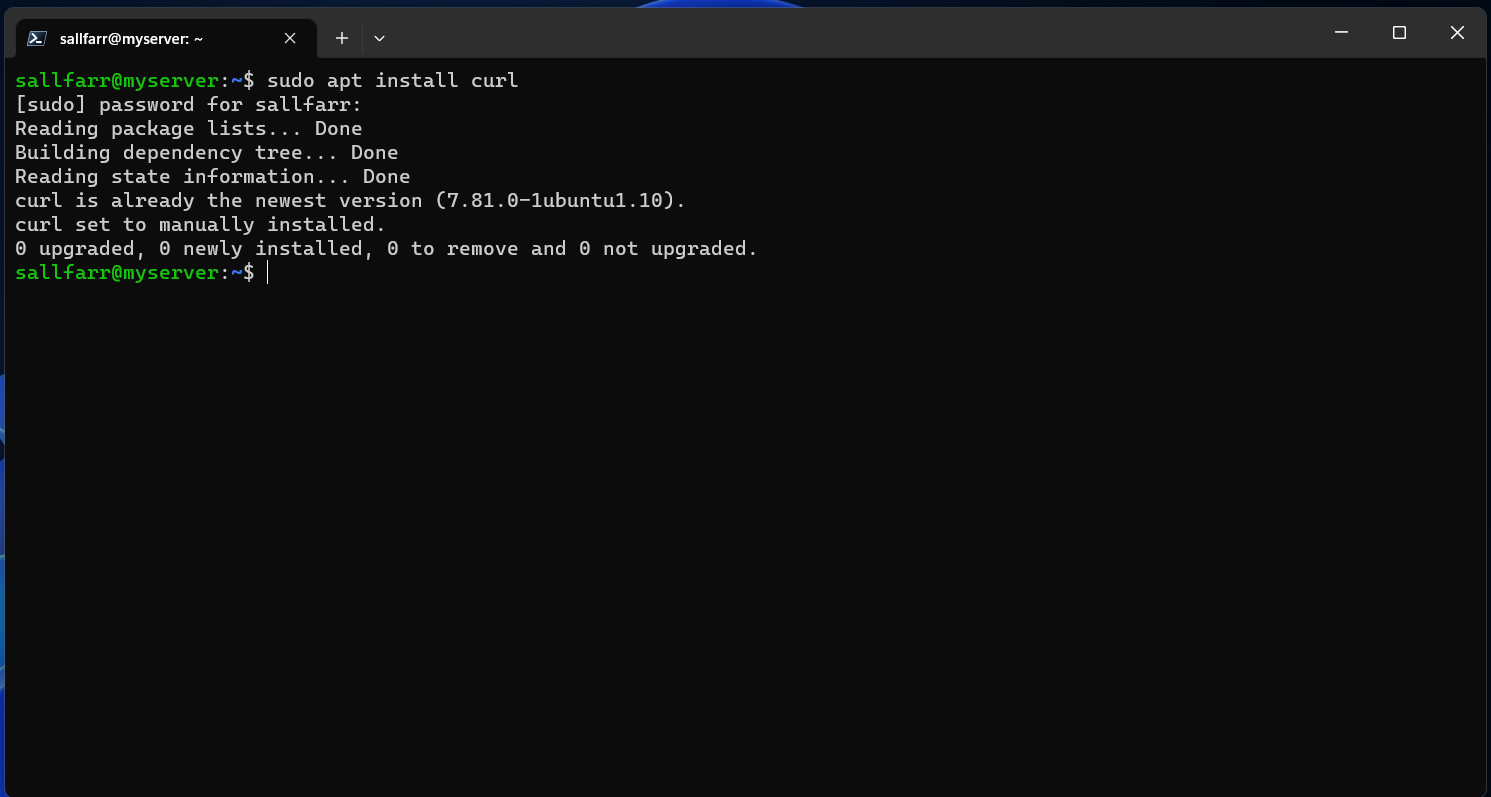 sallfarr@myserver: ~
sallfarr@myserver:~$ sudo apt install curl
[sudo] password for sallfarr:
Reading package lists... Done
Building dependency tree... Done
Reading state information... Done
curl is already the newest version (7.81.0-1ubuntu1.10).
curl set to manually installed.
0 upgraded, 0 newly installed, 0 to remove and 0 not upgraded.
sallfarr@myserver:~$